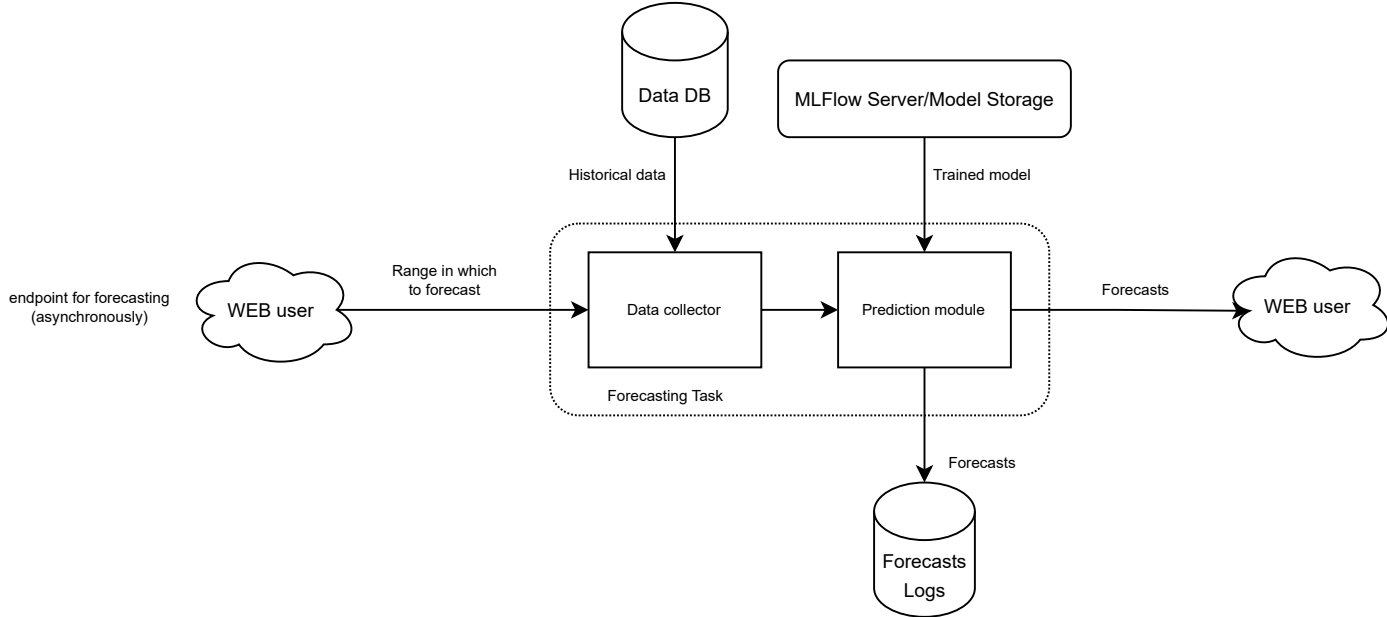 Data DB
MLFlow Server/Model Storage
Historical data
Trained model
endpoint for forecasting
(asynchronously)
WEB user
Range in which
to forecast
Data collector
Prediction module
Forecasts
WEB user
Forecasting Task
Forecasts
Forecasts
Logs